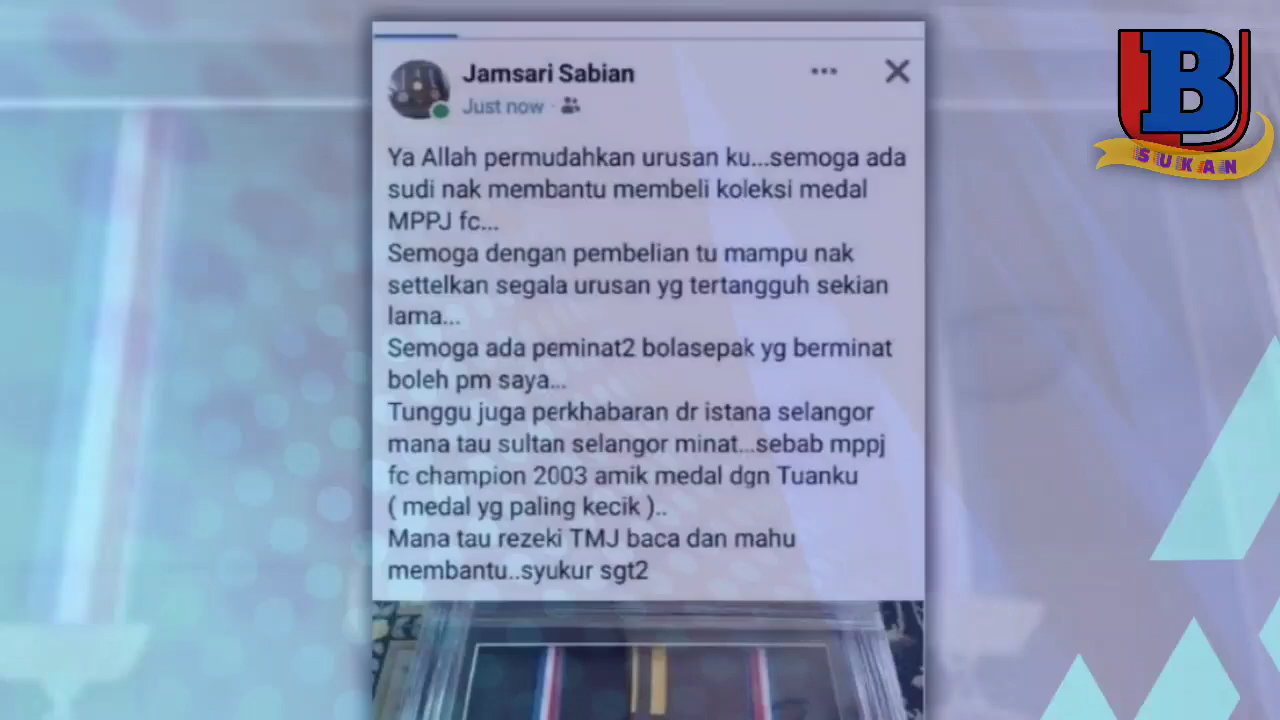 Jamsari Sabian
Just now ·
Ya Allah permudahkan urusan ku...semoga ada
sudi nak membantu membeli koleksi medal
MPPJ fc...
Semoga dengan pembelian tu mampu nak
settelkan segala urusan yg tertangguh sekian
lama...
Semoga ada peminat2 bolasepak yg berminat
boleh pm saya...
Tunggu juga perkhabaran dr istana selangor
mana tau sultan selangor minat...sebab mppj
fc champion 2003 amik medal dgn Tuanku
( medal yg paling kecik )..
Mana tau rezeki TMJ baca dan mahu
membantu..syukur sgt2
UB
SUKAN